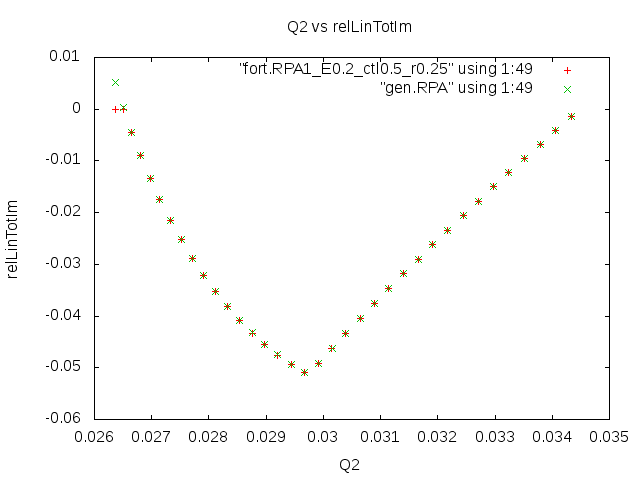 Q2 vs relLinTotIm
"fort.RPA1_E0.2_ctl0.5_r0.25" using 1:49
"gen.RPA" using 1:49
0.01
0
-0.01
-0.02
-0.03
-0.04
-0.05
-0.06
relLinTotIm
0.026 0.027 0.028 0.029 0.03 0.031 0.032 0.033 0.034 0.035
Q2